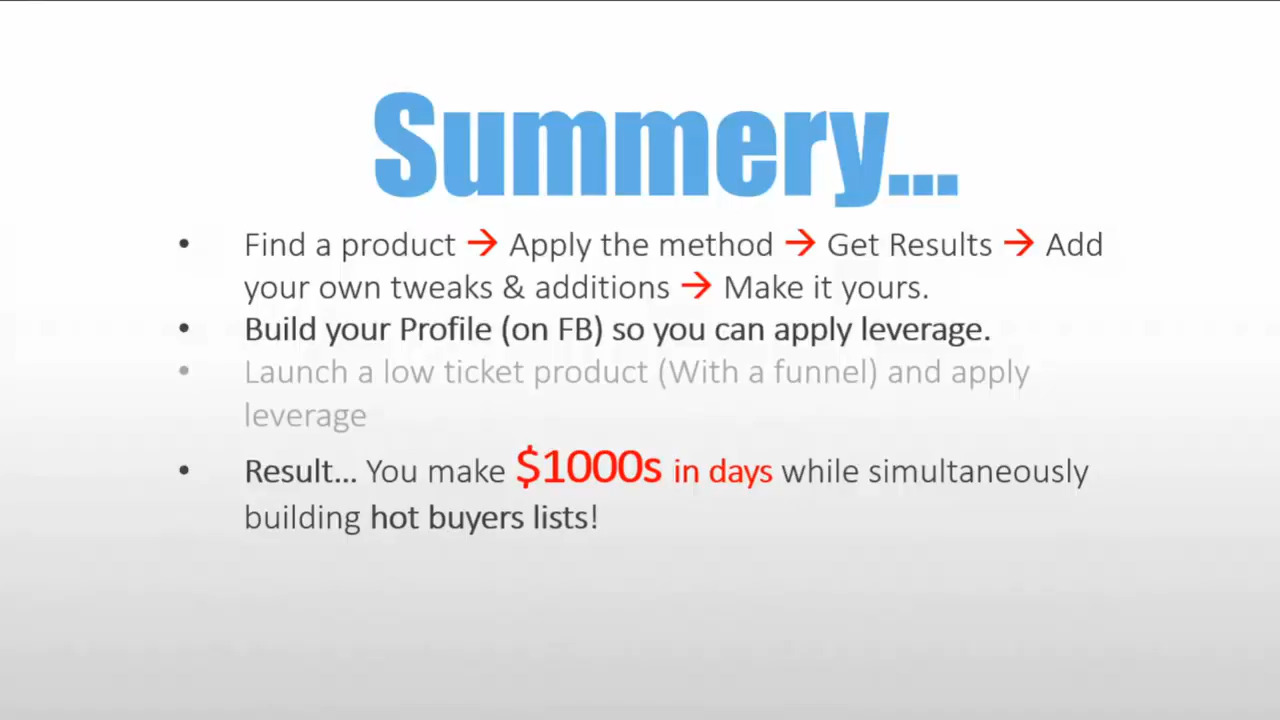 Summery...
• Find a product → Apply the method → Get Results → Add
your own tweaks & additions → Make it yours.
• Build your Profile (on FB) so you can apply leverage.
• Launch a low ticket product (With a funnel) and apply
leverage
• Result... You make $1000s in days while simultaneously
building hot buyers lists!